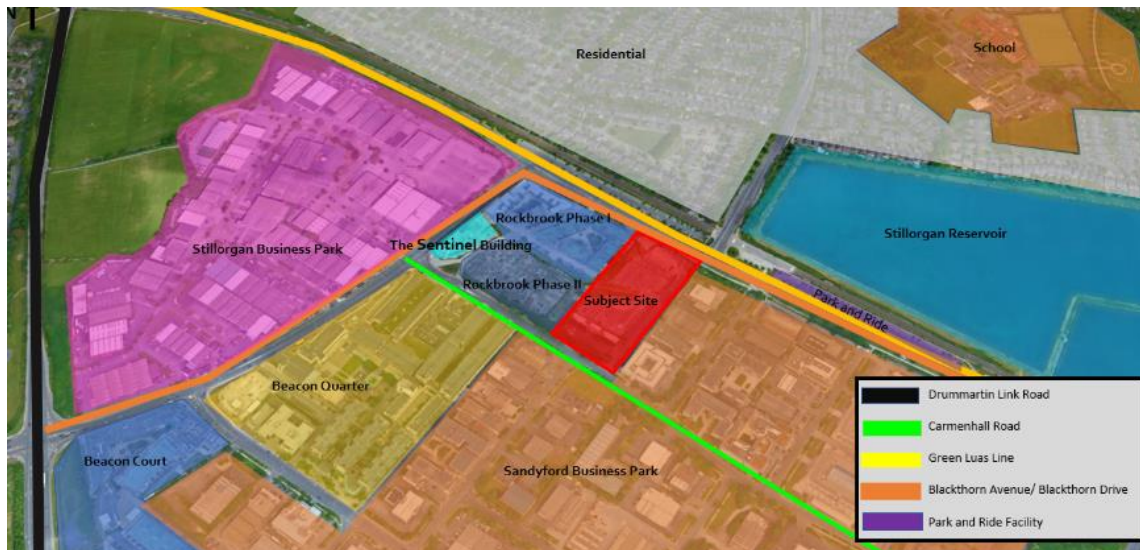 Residential
School
Rockbrook Phase I
Stillorgan Reservoir
Stillorgan Business Park
The Sentinel Building
Rockbrook Phase II
Subject Site
Park and Ride
Beacon Quarter
Beacon Court
Sandyford Business Park
Drummartin Link Road
Carmenhall Road
Green Luas Line
Blackthorn Avenue/ Blackthorn Drive
Park and Ride Facility